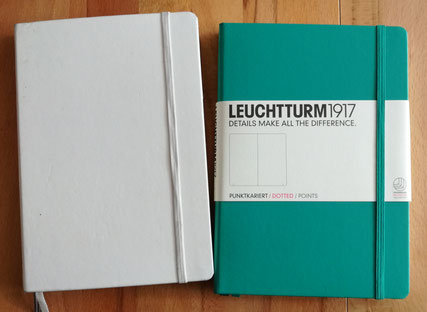 LEUCHTTURM1917
DETAILS MAKE ALL THE DIFFERENCE.
PUNKTKARIERT / DOTTED / POINTS